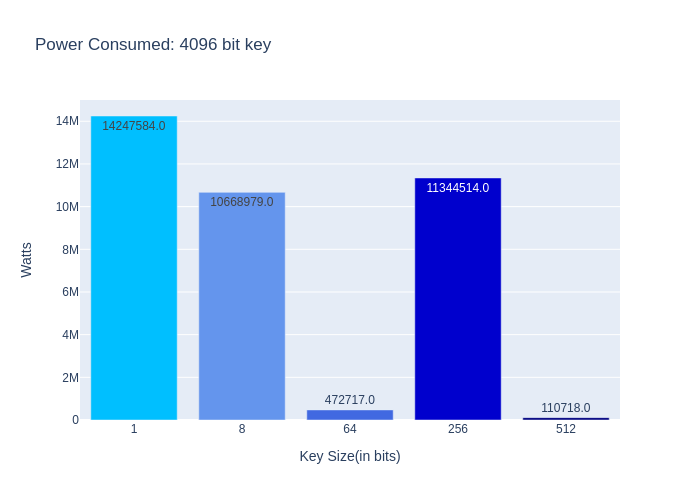 Power Consumed: 4096 bit key
Watts
14M
12M
10M
8M
6M
4M
2M
0
14247584.0
10668979.0
472717.0
11344514.0
110718.0
1
8
64
256
512
Key Size(in bits)